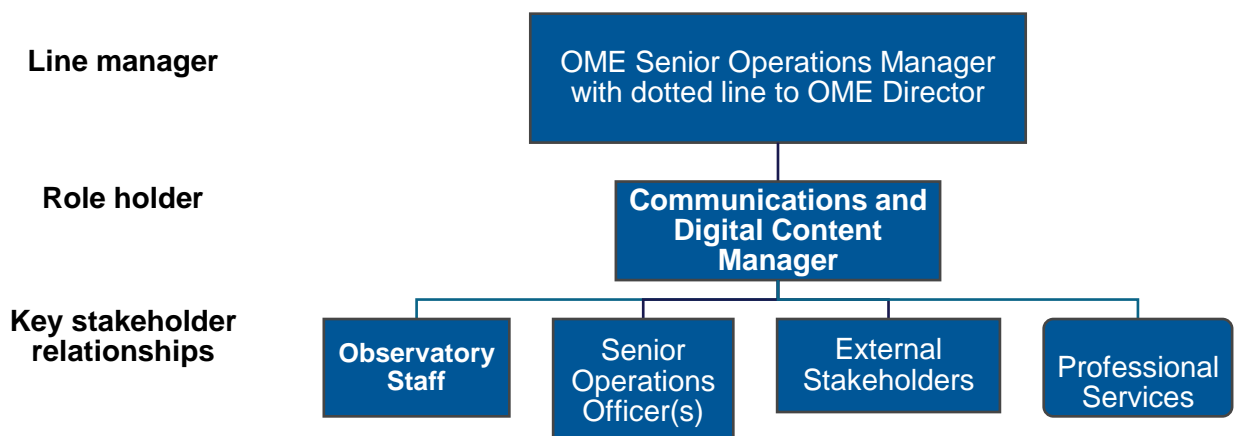 Line manager
OME Senior Operations Manager
with dotted line to OME Director
Role holder
Communications and
Digital Content
Manager
Key stakeholder
relationships
Observatory
Staff
Senior
Operations
Officer(s)
External
Stakeholders
Professional
Services